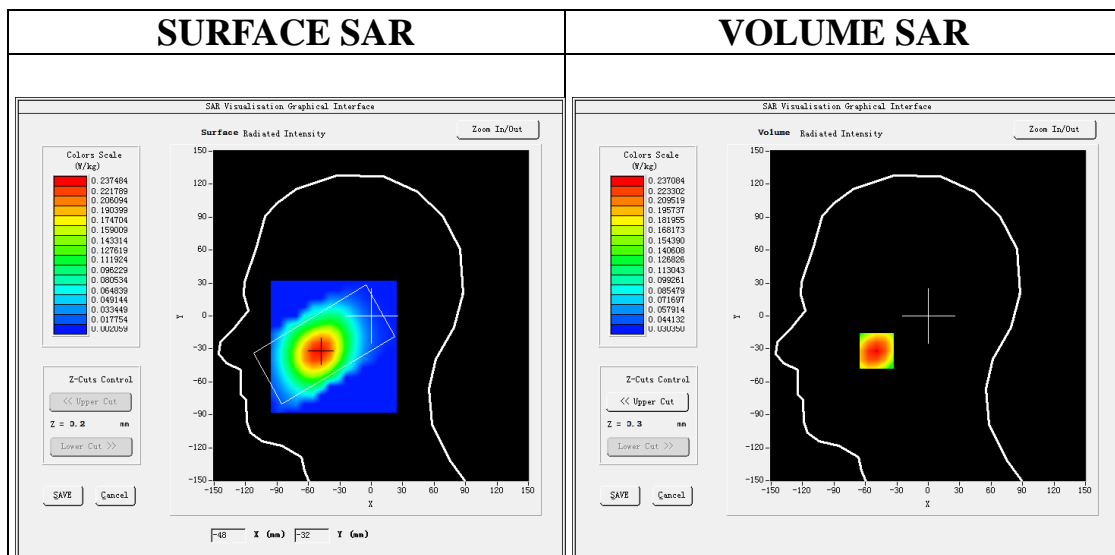 SURFACE SAR
VOLUME SAR
SAR Visualisation Graphical Interface
Surface Radiated Intensity
Zoom In/Out
Colors Scale
(W/kg)
0.237484
0.221789
0.206094
0.190399
0.174704
0.159009
0.143314
0.127619
0.111924
0.096229
0.080534
0.064839
0.049144
0.033449
0.017754
0.002059
150
120
90
60
30
0
-30
-60
-90
-120
-150
Y
-150 -120 -90 -60 -30 0 30 60 90 120 150
X
Z-Cuts Control
<< Upper Cut
Z = 0.2 mm
Lower Cut >>
SAVE Cancel
-48 X (mm) -32 Y (mm)
SAR Visualisation Graphical Interface
Volume Radiated Intensity
Zoom In/Out
Colors Scale
(W/kg)
0.237084
0.223302
0.209519
0.195737
0.181955
0.168173
0.154390
0.140608
0.126826
0.113043
0.099261
0.085479
0.071697
0.057914
0.044132
0.030350
150
120
90
60
30
0
-30
-60
-90
-120
-150
Y
-150 -120 -90 -60 -30 0 30 60 90 120 150
X
Z-Cuts Control
<< Upper Cut
Z = 0.3 mm
Lower Cut >>
SAVE Cancel